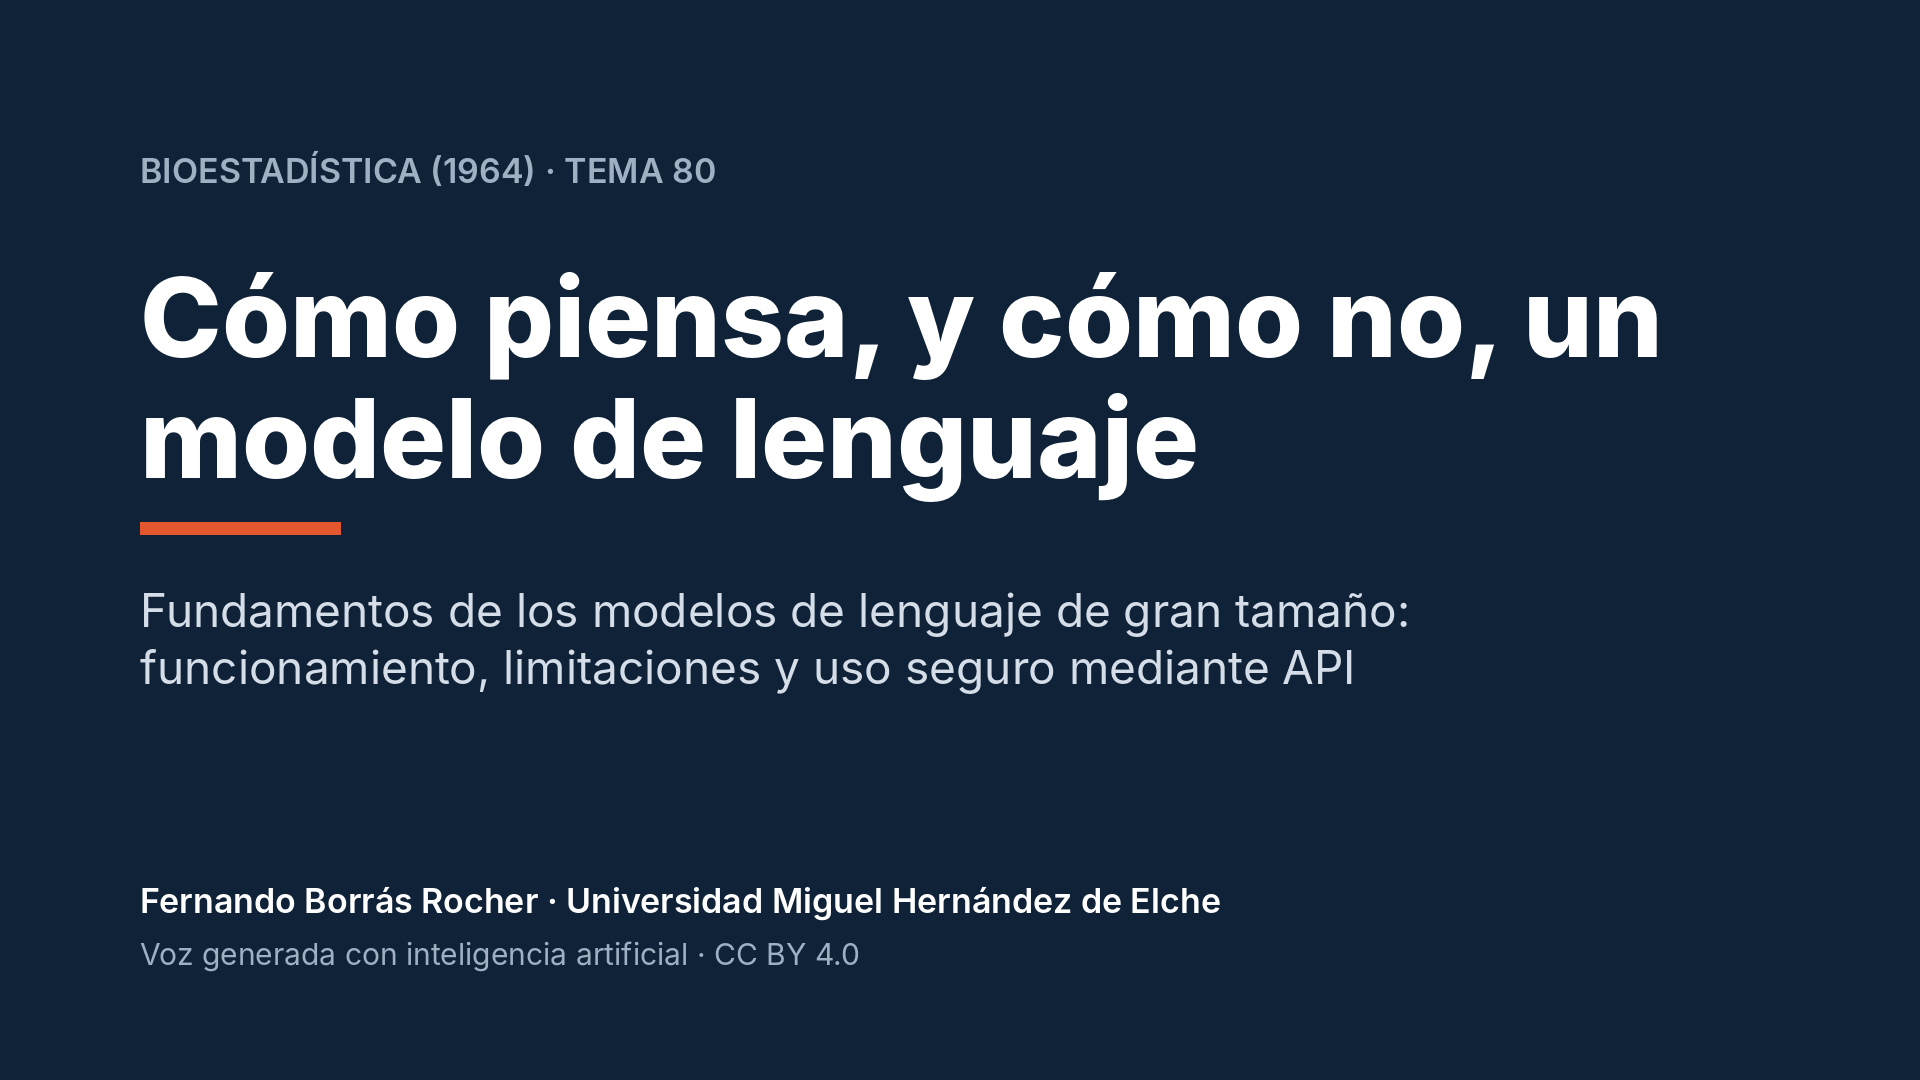 BIOESTADÍSTICA (1964) · TEMA 80
Cómo piensa, y cómo no, un
modelo de lenguaje
Fundamentos de los modelos de lenguaje de gran tamaño:
funcionamiento, limitaciones y uso seguro mediante API
Fernando Borrás Rocher · Universidad Miguel Hernández de Elche
Voz generada con inteligencia artificial · CC BY 4.0